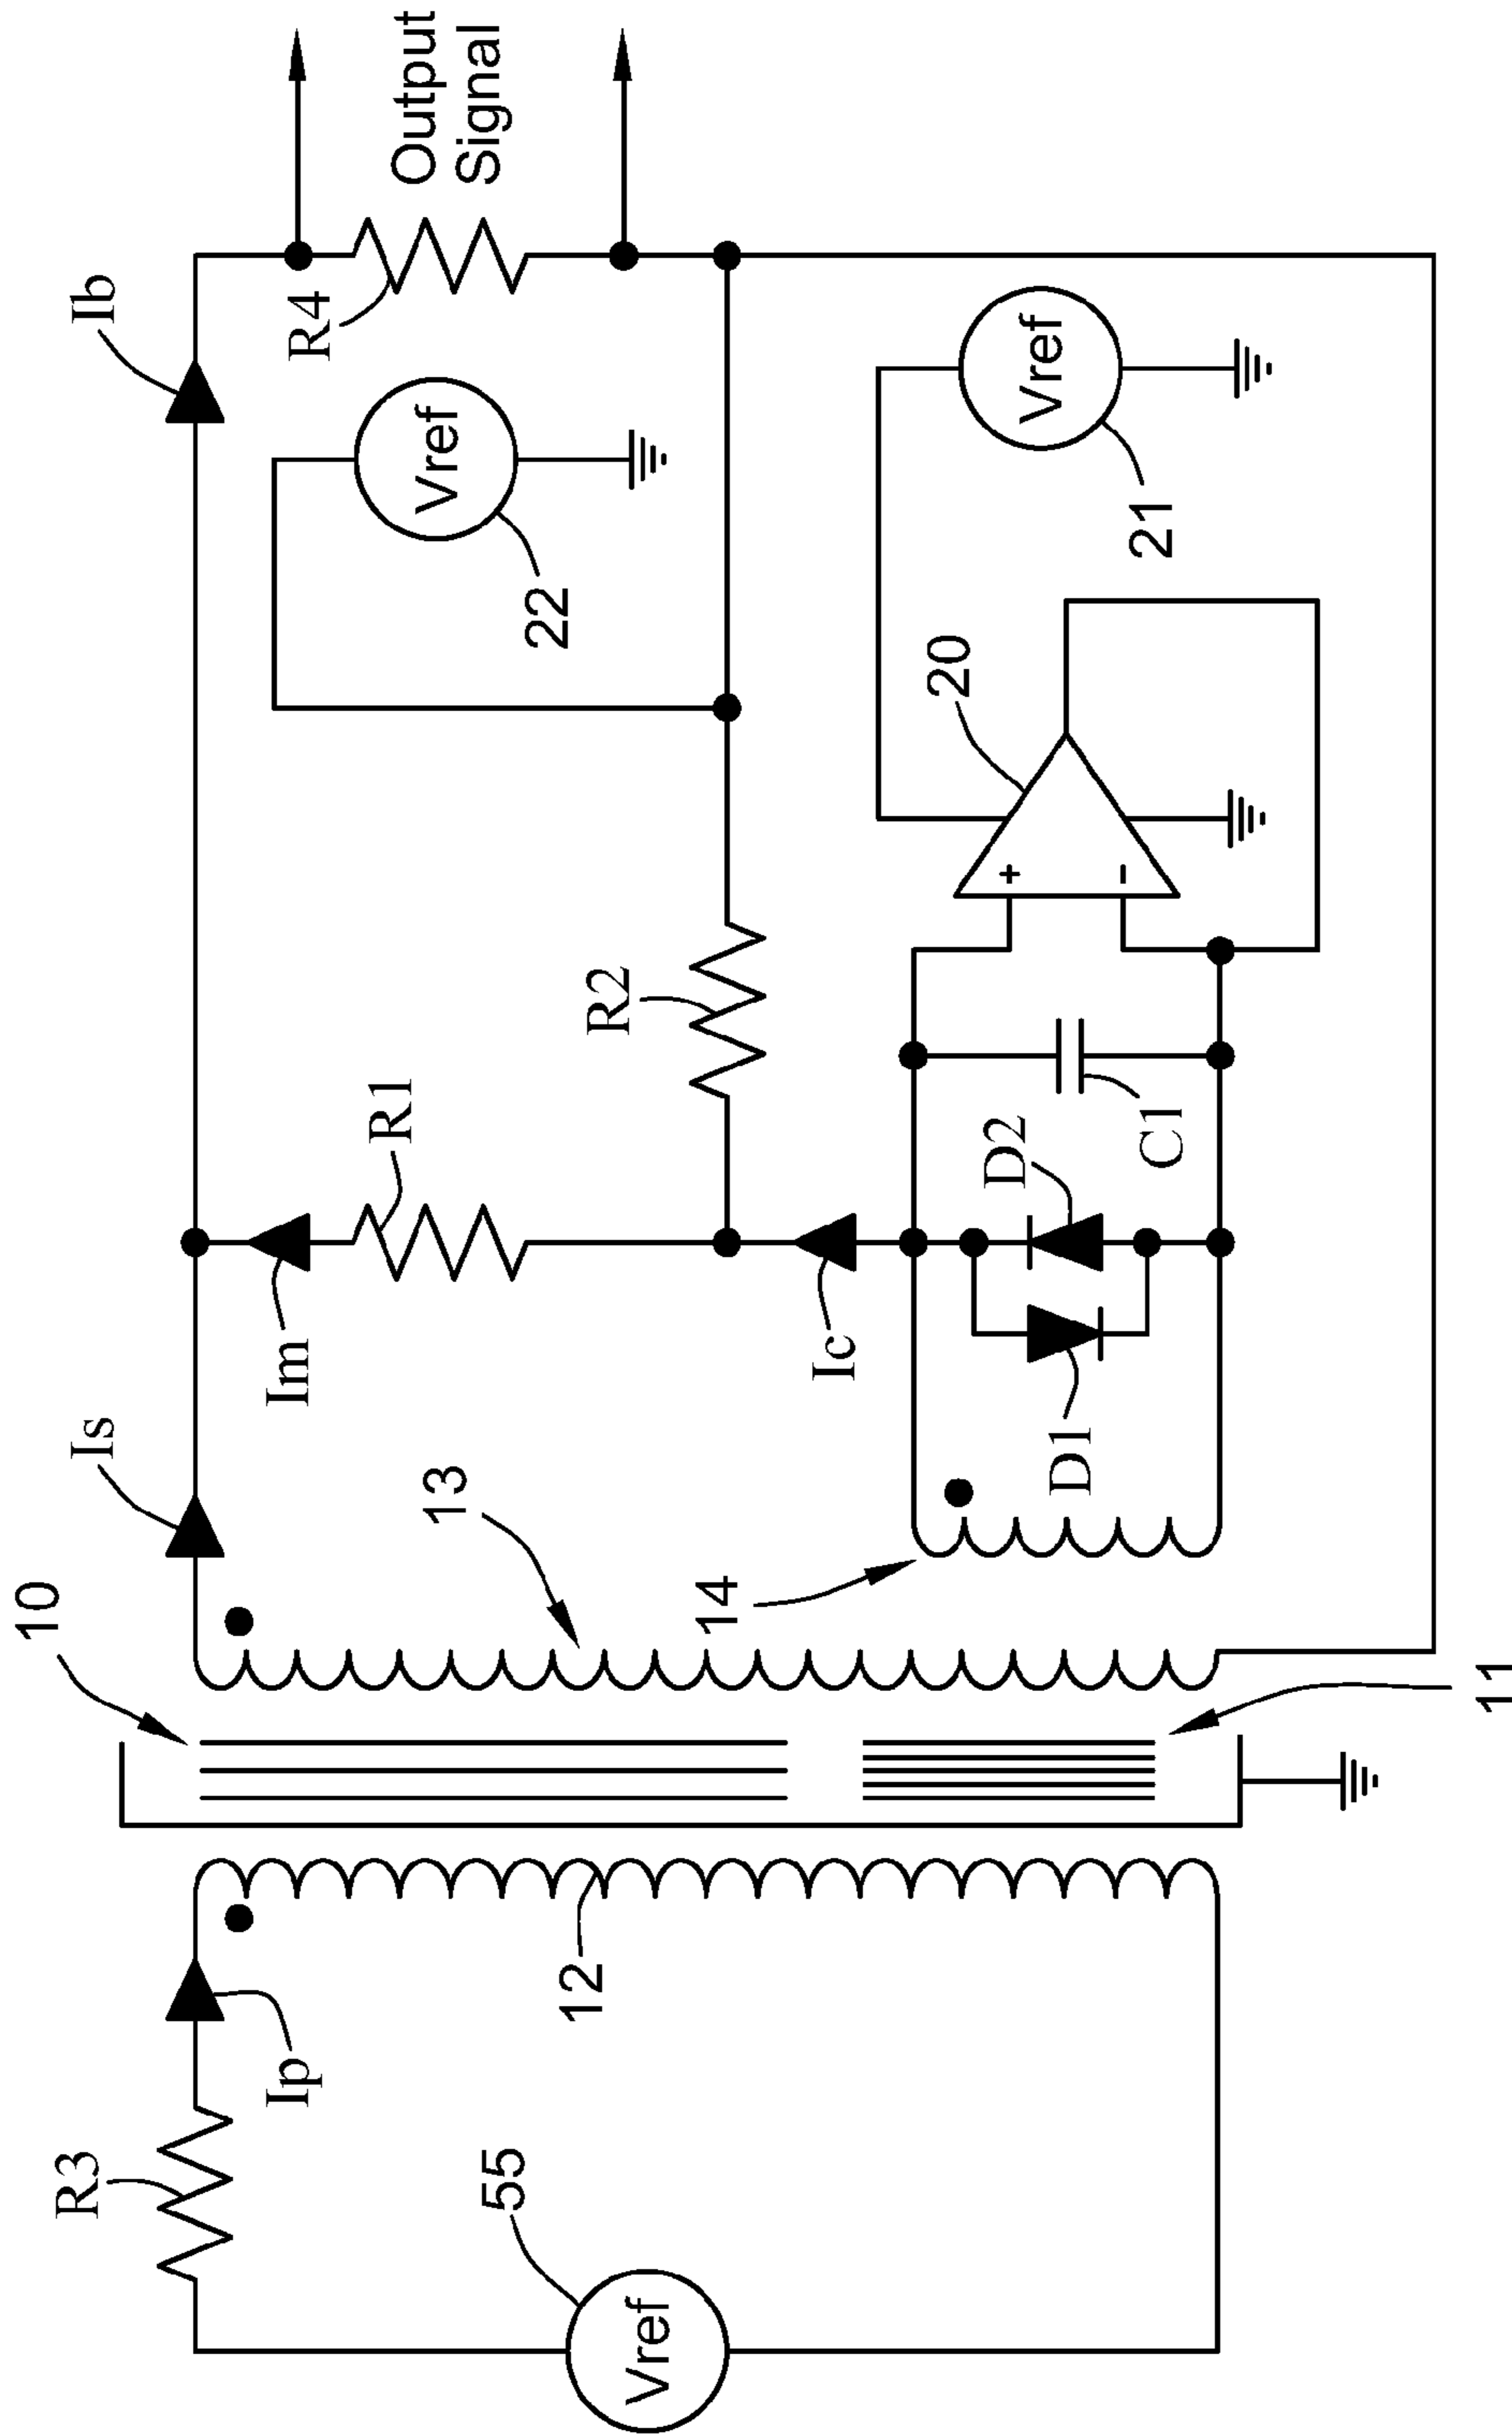 R3
Ip
55
Vref
12
10
11
13
14
Is
Im
R1
Ic
D1
D2
C1
R2
20
+
-
22
Vref
21
Vref
Ib
R4
Output
Signal